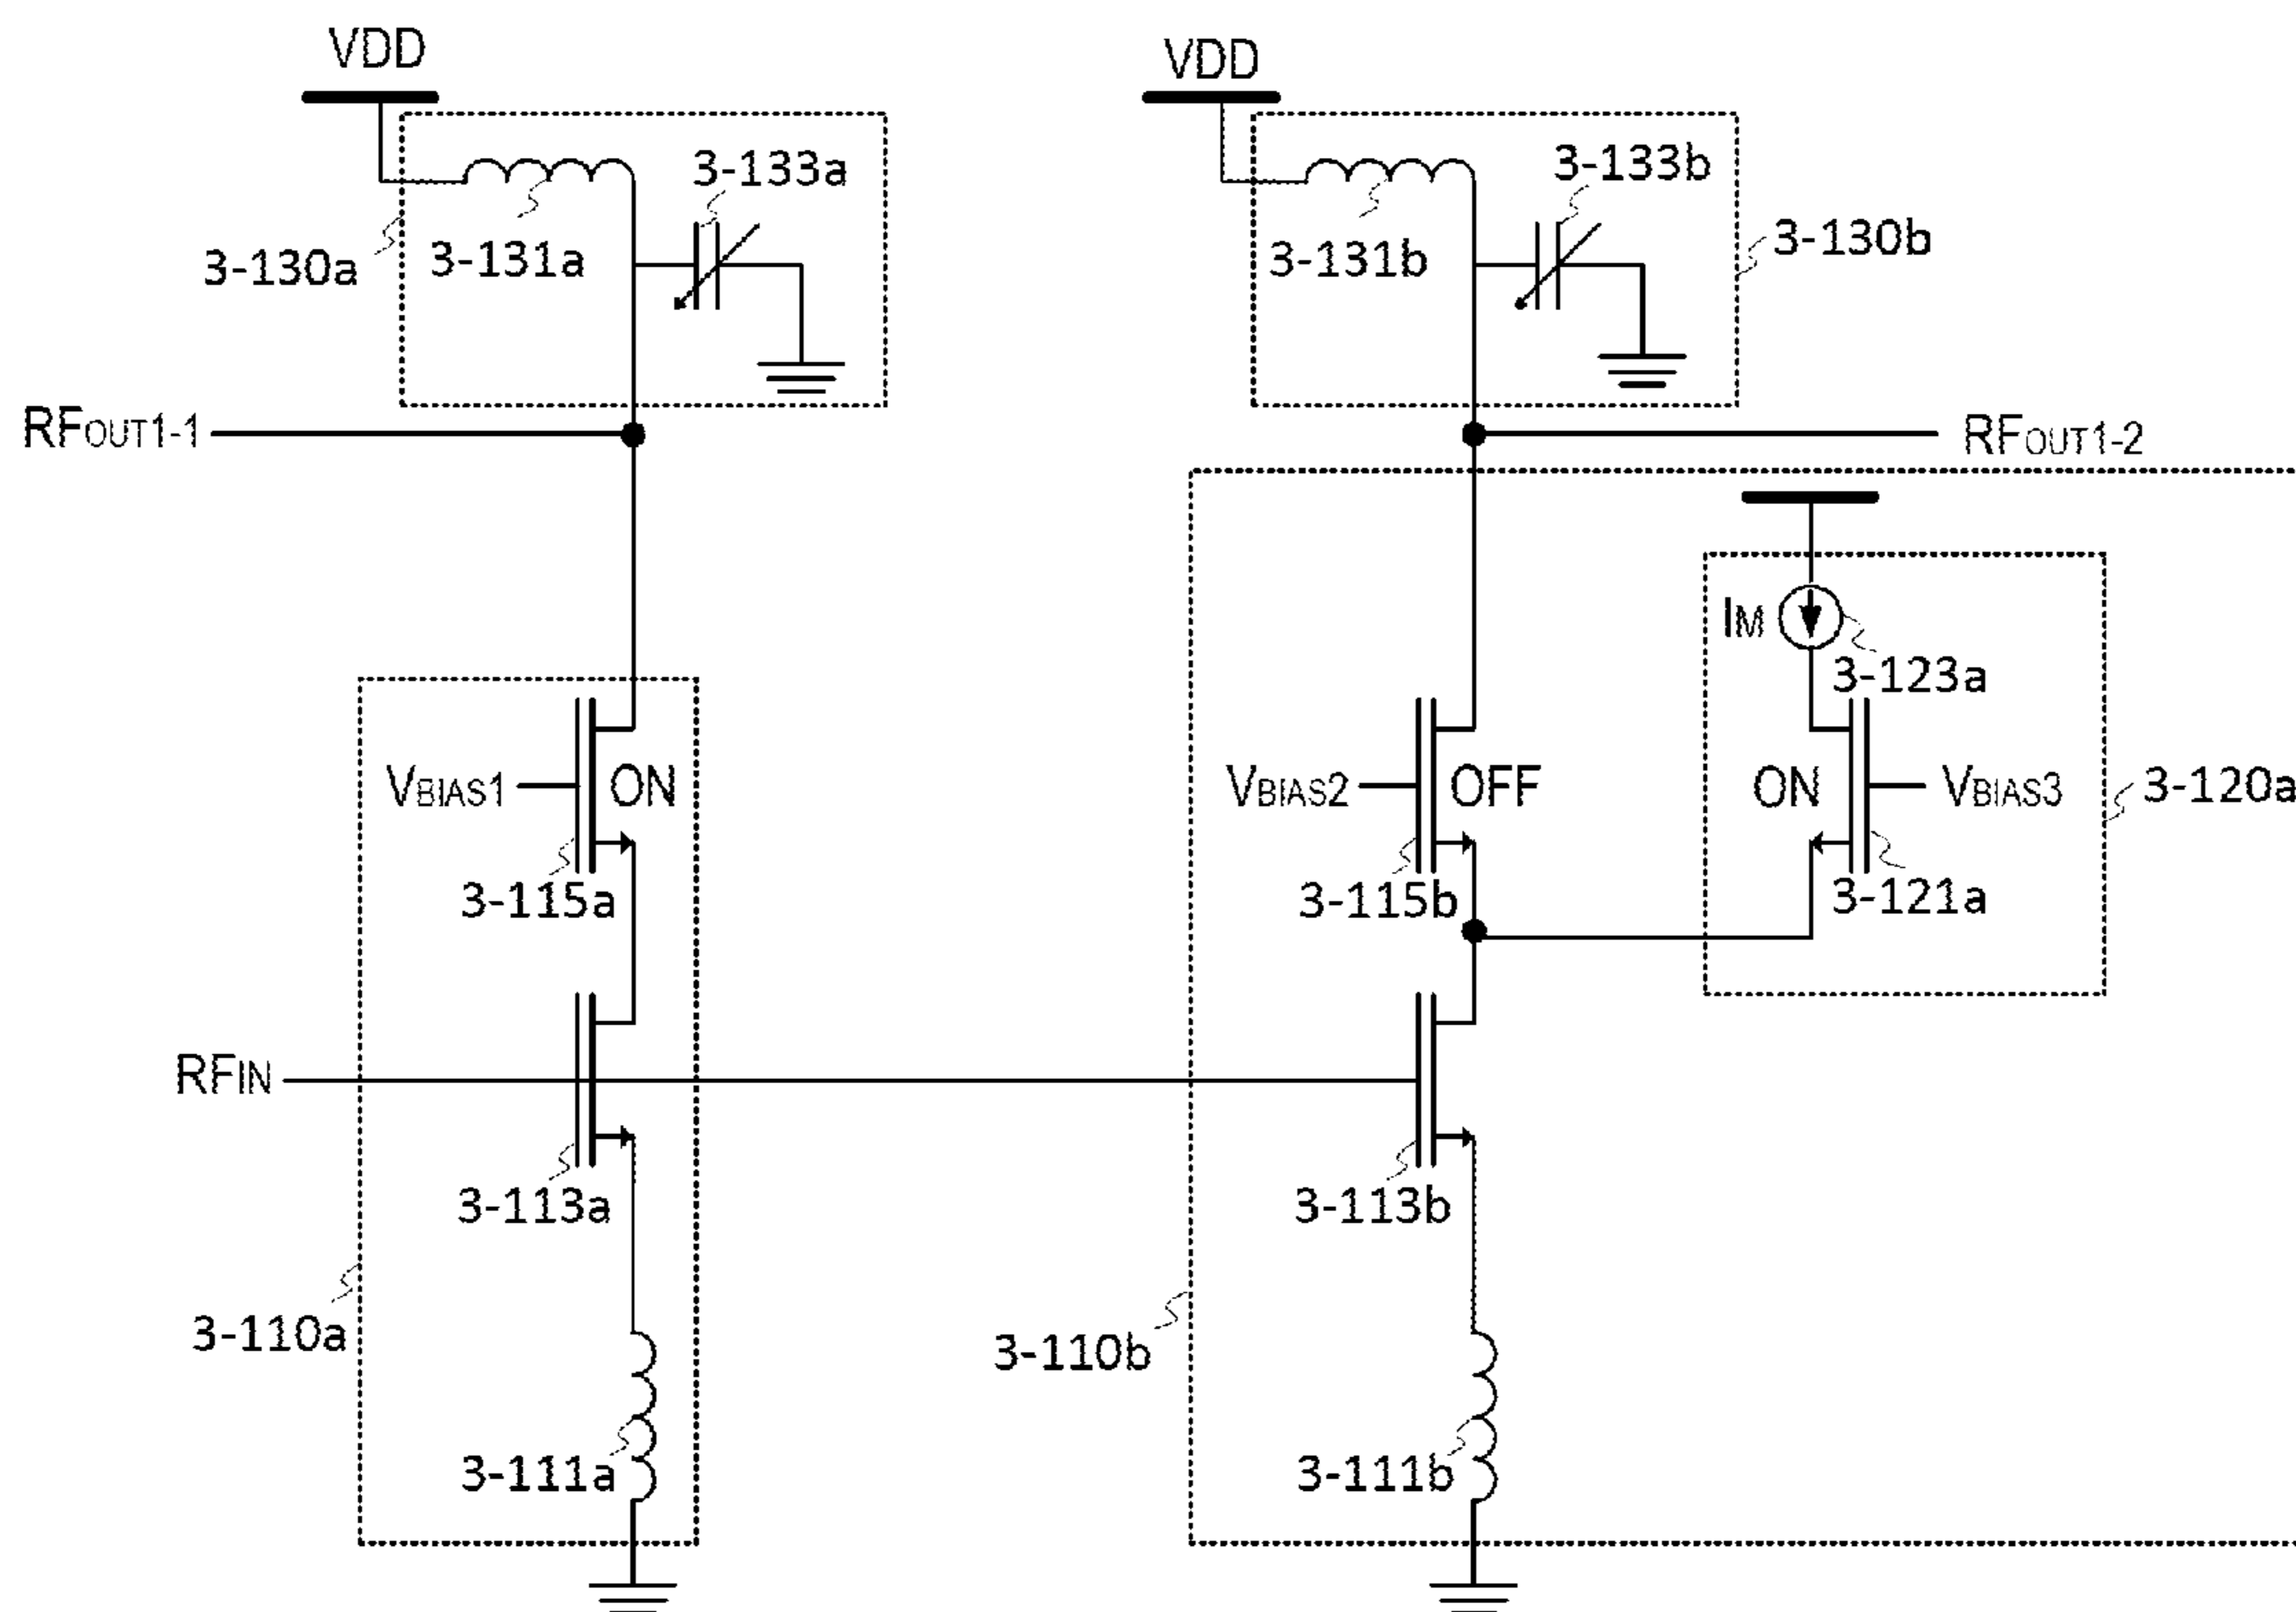 VDD
VDD
3-133a
3-133b
3-130a
3-131a
3-131b
3-130b
RFOUT1-1
RFOUT1-2
IM
3-123a
VBIAS1
ON
VBIAS2
OFF
ON
VBIAS3
3-120a
3-115a
3-115b
3-121a
RFIN
3-113a
3-113b
3-110a
3-110b
3-111a
3-111b